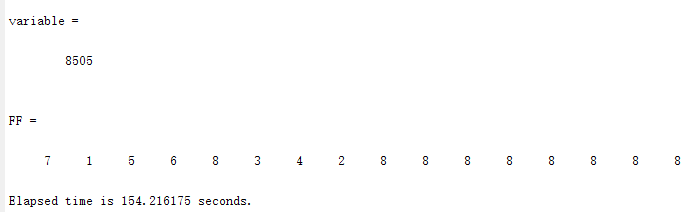 variable =
8505
FF =
7 1 5 6 8 3 4 2 8 8 8 8 8 8 8 8
Elapsed time is 154.216175 seconds.